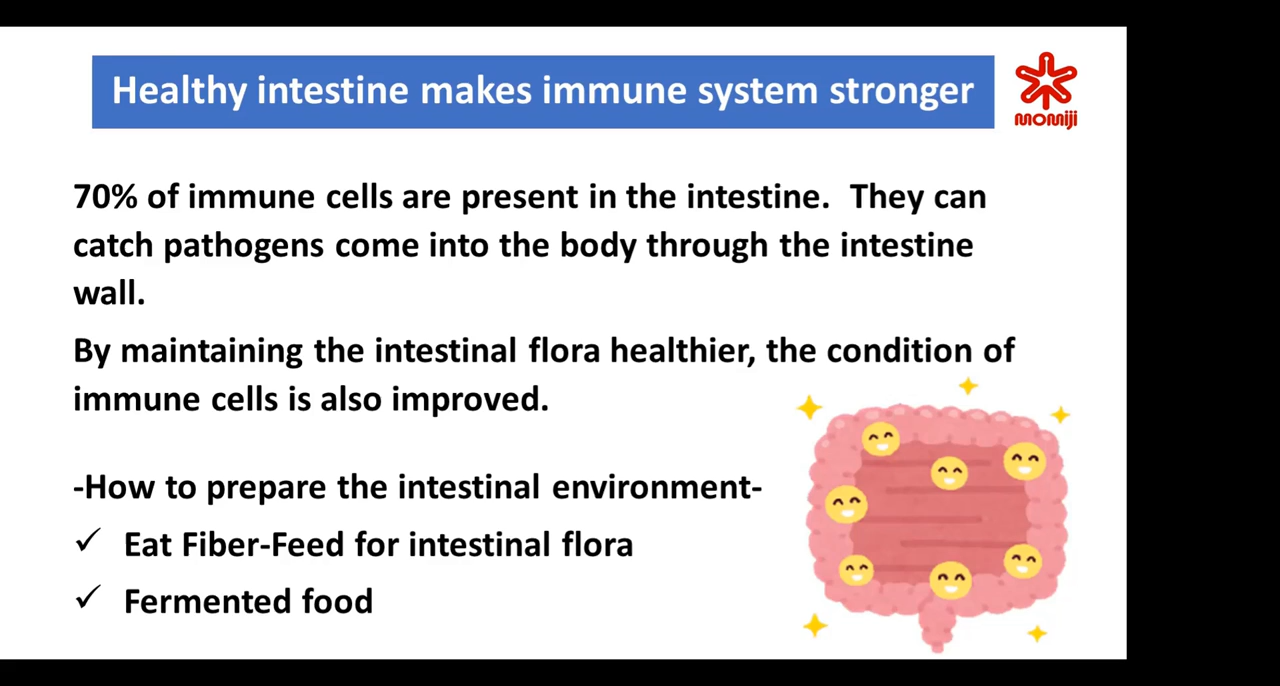 Healthy intestine makes immune system stronger
MOMIJI
70% of immune cells are present in the intestine. They can
catch pathogens come into the body through the intestine
wall.
By maintaining the intestinal flora healthier, the condition of
immune cells is also improved.
-How to prepare the intestinal environment-
✓ Eat Fiber-Feed for intestinal flora
✓ Fermented food